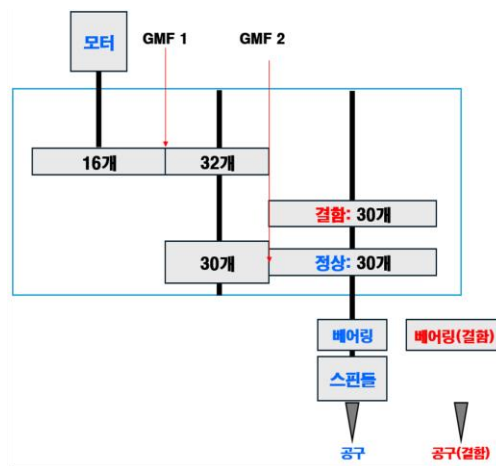 모터
GMF 1
GMF 2
16개
32개
결함: 30개
30개
정상: 30개
베어링
베어링(결함)
스핀들
공구
공구(결함)